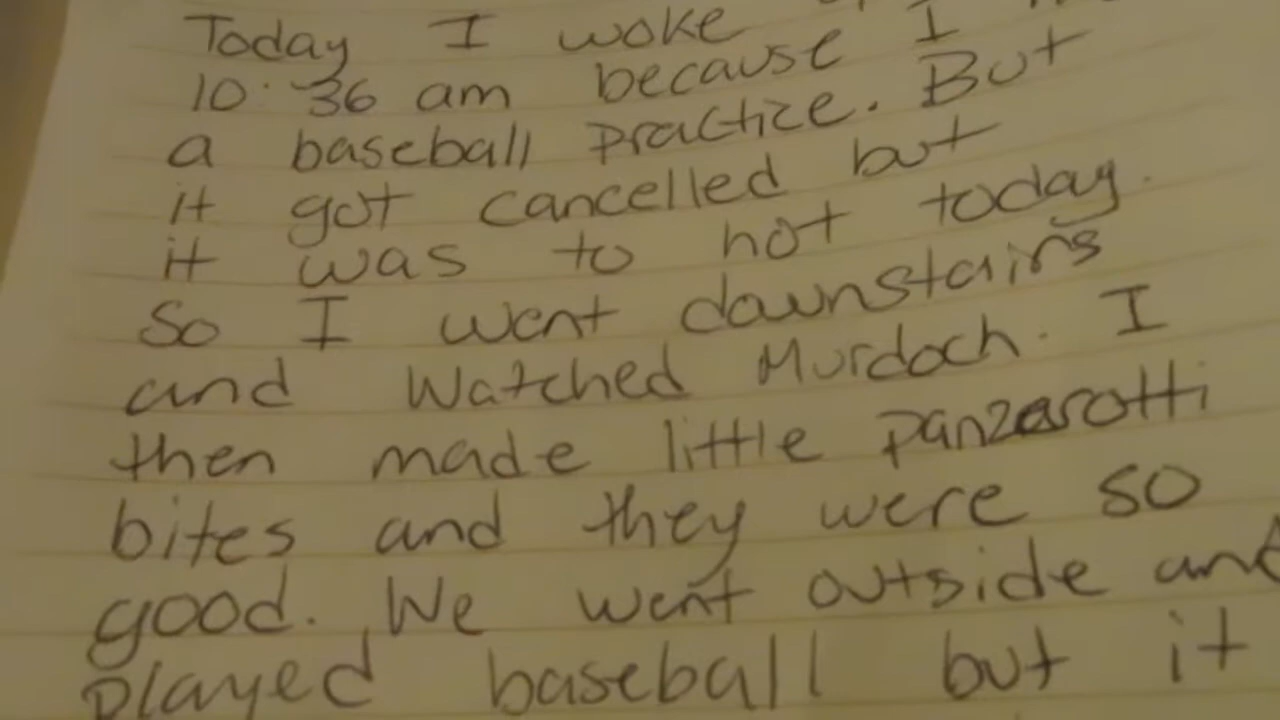 Today I woke
10:36 am because I
a baseball practice. But
it got cancelled but
it was to hot today.
So I went downstairs
and Watched Murdoch. I
then made little panzarotti
bites and they were so
good. We went outside and
played baseball but it